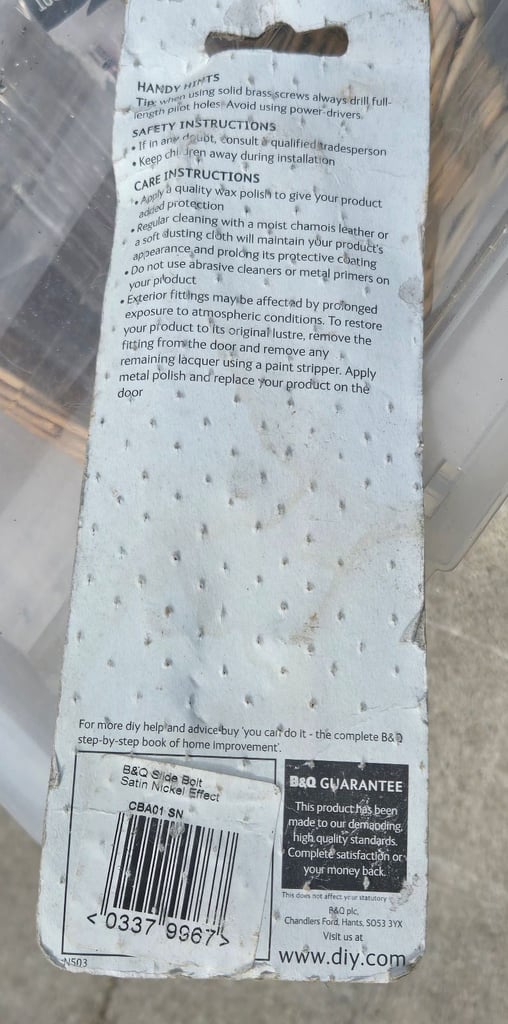 HANDY HINTS
Tip: when using solid brass screws always drill full-
length pilot holes. Avoid using power-drivers.
SAFETY INSTRUCTIONS
• If in any doubt, consult a qualified tradesperson
• Keep children away during installation
CARE INSTRUCTIONS
• Apply a quality wax polish to give your product
added protection
• Regular cleaning with a moist chamois leather or
a soft dusting cloth will maintain your product's
appearance and prolong its protective coating
• Do not use abrasive cleaners or metal primers on
your product
• Exterior fittings may be affected by prolonged
exposure to atmospheric conditions. To restore
your product to its original lustre, remove the
fitting from the door and remove any
remaining lacquer using a paint stripper. Apply
metal polish and replace your product on the
door
For more diy help and advice buy 'you can do it - the complete B&Q
step-by-step book of home improvement'.
B&Q Slide Bolt
Satin Nickel Effect
CBA01 SN
< 0337 9967 >
N503
B&Q GUARANTEE
This product has been
made to our demanding,
high quality standards.
Complete satisfaction or
your money back.
This does not affect your statutory
B&Q plc,
Chandlers Ford, Hants, SO53 3YX
Visit us at
www.diy.com